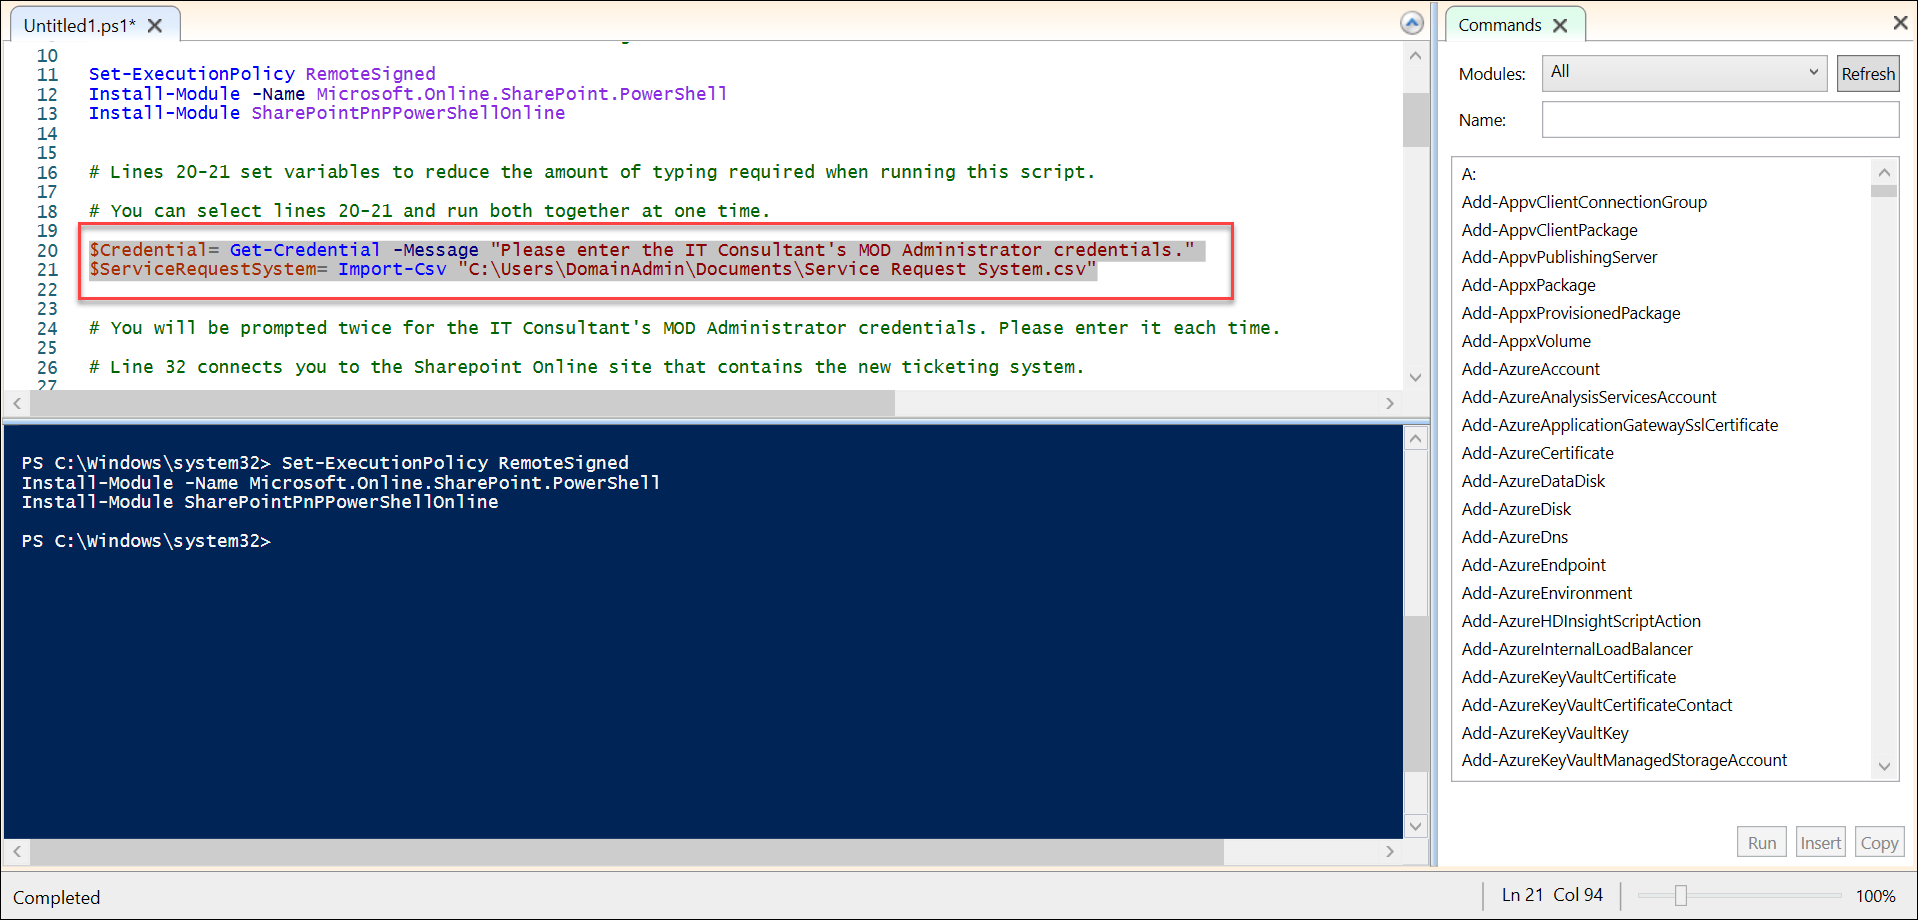 Untitled1.ps1*
10
11 Set-ExecutionPolicy RemoteSigned
12 Install-Module -Name Microsoft.Online.SharePoint.PowerShell
13 Install-Module SharePointPnPPowerShellOnline
14
15
16 # Lines 20-21 set variables to reduce the amount of typing required when running this script.
17
18 # You can select lines 20-21 and run both together at one time.
19
20 $Credential= Get-Credential -Message "Please enter the IT Consultant's MOD Administrator credentials."
21 $ServiceRequestSystem= Import-Csv "C:\Users\DomainAdmin\Documents\Service Request System.csv"
22
23
24 # You will be prompted twice for the IT Consultant's MOD Administrator credentials. Please enter it each time.
25
26 # Line 32 connects you to the Sharepoint Online site that contains the new ticketing system.
27
PS C:\Windows\system32> Set-ExecutionPolicy RemoteSigned
Install-Module -Name Microsoft.Online.SharePoint.PowerShell
Install-Module SharePointPnPPowerShellOnline
PS C:\Windows\system32>
Commands
Modules: All Refresh
Name:
A:
Add-AppvClientConnectionGroup
Add-AppvClientPackage
Add-AppvPublishingServer
Add-AppxPackage
Add-AppxProvisionedPackage
Add-AppxVolume
Add-AzureAccount
Add-AzureAnalysisServicesAccount
Add-AzureApplicationGatewaySslCertificate
Add-AzureCertificate
Add-AzureDataDisk
Add-AzureDisk
Add-AzureDns
Add-AzureEndpoint
Add-AzureEnvironment
Add-AzureHDInsightScriptAction
Add-AzureInternalLoadBalancer
Add-AzureKeyVaultCertificate
Add-AzureKeyVaultCertificateContact
Add-AzureKeyVaultKey
Add-AzureKeyVaultManagedStorageAccount
Run Insert Copy
Completed
Ln 21 Col 94
100%